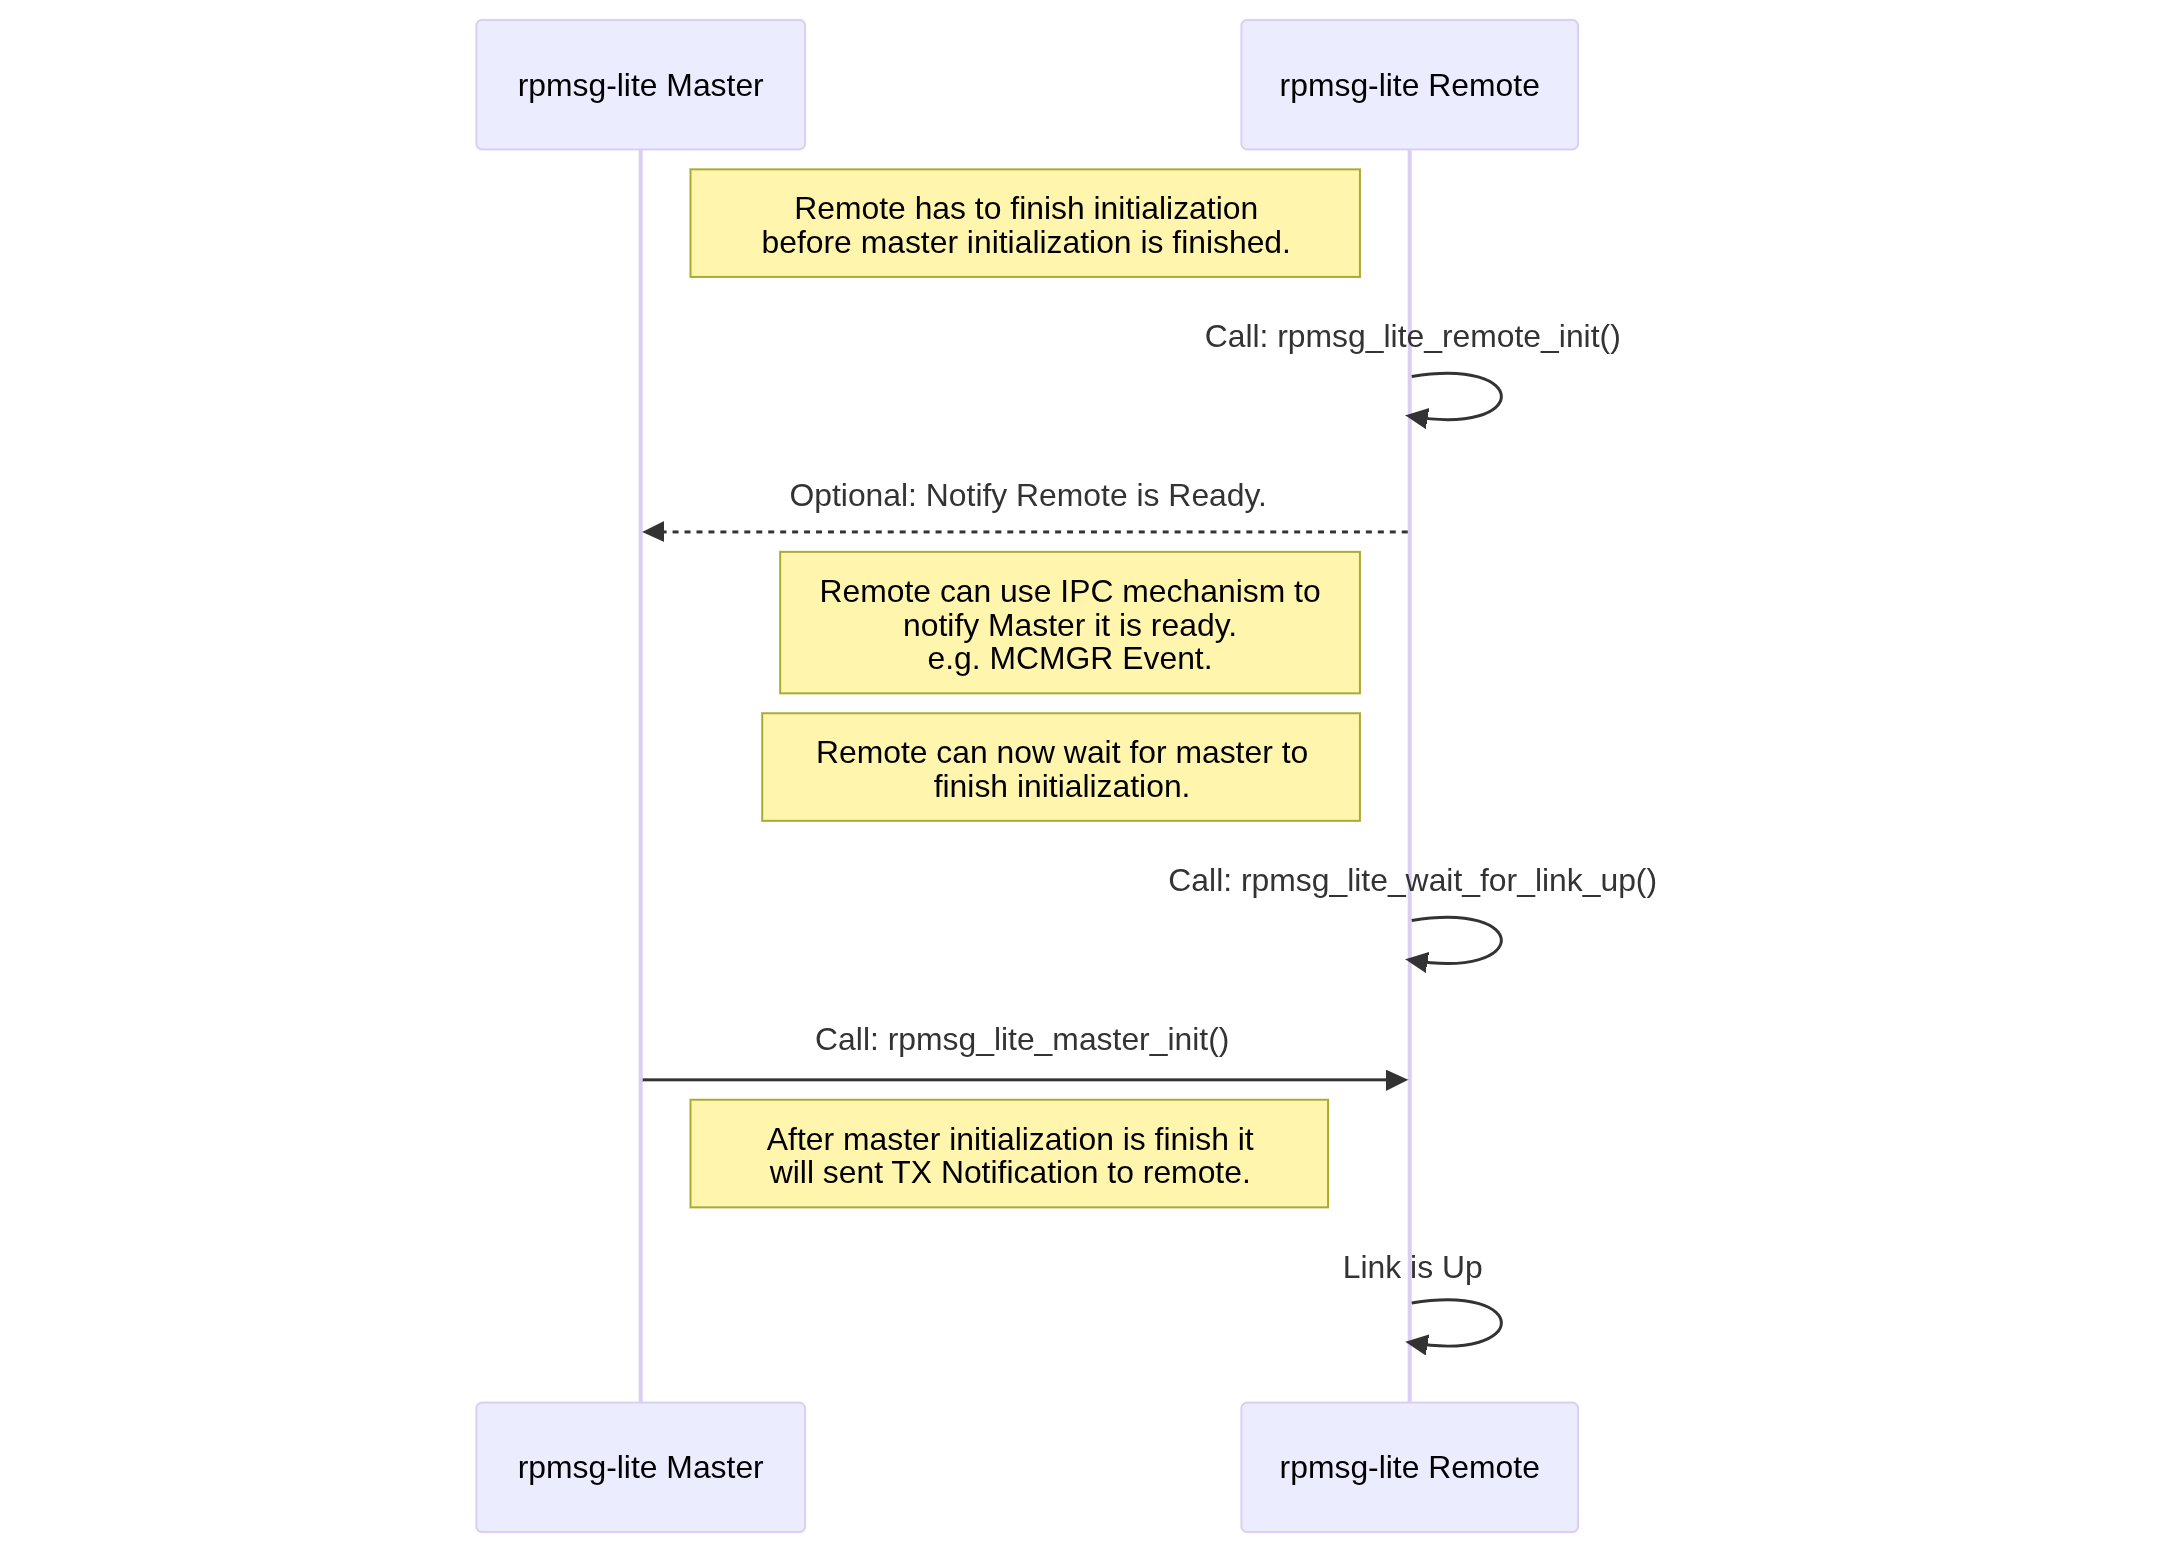 rpmsg-lite Master
rpmsg-lite Remote
Remote has to finish initialization
before master initialization is finished.
Call: rpmsg_lite_remote_init()
Optional: Notify Remote is Ready.
Remote can use IPC mechanism to
notify Master it is ready.
e.g. MCMGR Event.
Remote can now wait for master to
finish initialization.
Call: rpmsg_lite_wait_for_link_up()
Call: rpmsg_lite_master_init()
After master initialization is finish it
will sent TX Notification to remote.
Link is Up
rpmsg-lite Master
rpmsg-lite Remote